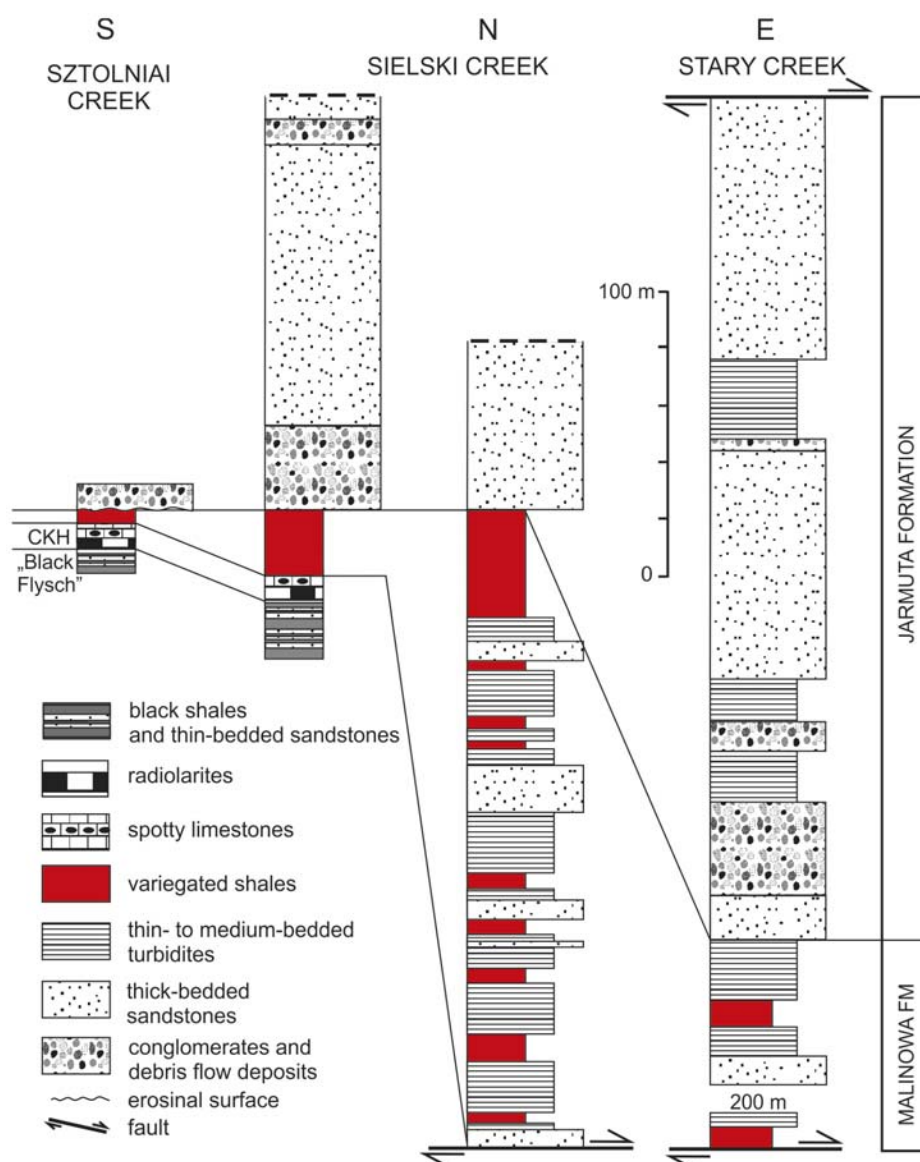 S
N
E
SZTOLNIAI
CREEK
SIELSKI CREEK
STARY CREEK
100 m
0
CKH
„Black
Flysch”
black shales
and thin-bedded sandstones
radiolarites
spotty limestones
variegated shales
thin- to medium-bedded
turbidites
thick-bedded
sandstones
conglomerates and
debris flow deposits
erosinal surface
fault
200 m
JARMUTA FORMATION
MALINOWA FM